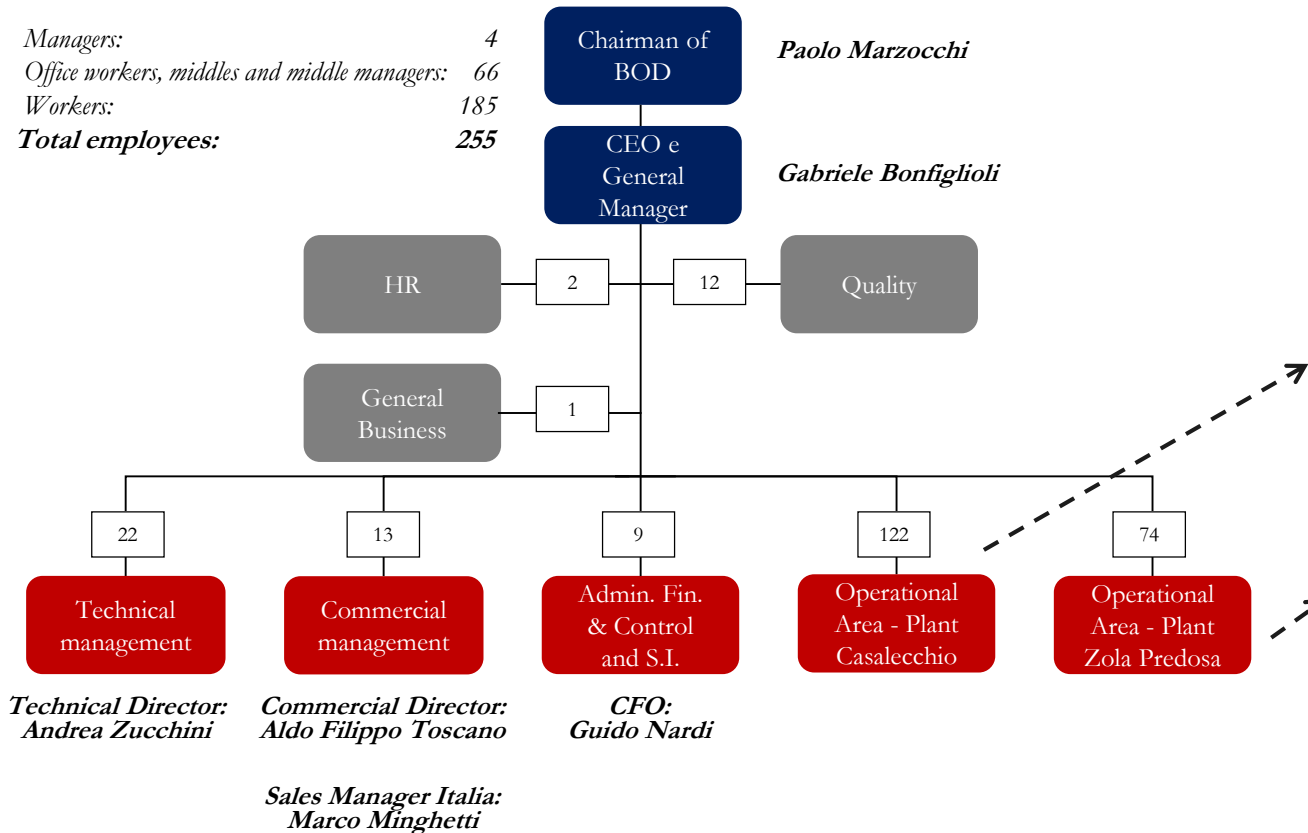 Managers: 4
Office workers, middles and middle managers: 66
Workers: 185
Total employees: 255
Chairman of
BOD
Paolo Marzocchi
CEO e
General
Manager
Gabriele Bonfiglioli
HR
2
12
Quality
General
Business
1
22
13
9
122
74
Technical
management
Commercial
management
Admin. Fin.
& Control
and S.I.
Operational
Area - Plant
Casalecchio
Operational
Area - Plant
Zola Predosa
Technical Director:
Andrea Zucchini
Commercial Director:
Aldo Filippo Toscano
CFO:
Guido Nardi
Sales Manager Italia:
Marco Minghetti